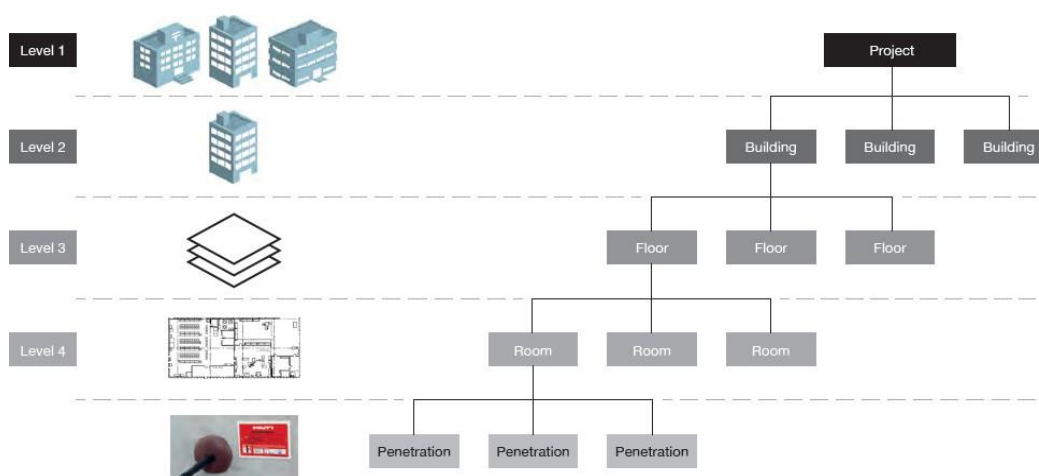 Level 1
Project
Level 2
Building Building Building
Level 3
Floor Floor Floor
Level 4
Room Room Room
Penetration Penetration Penetration